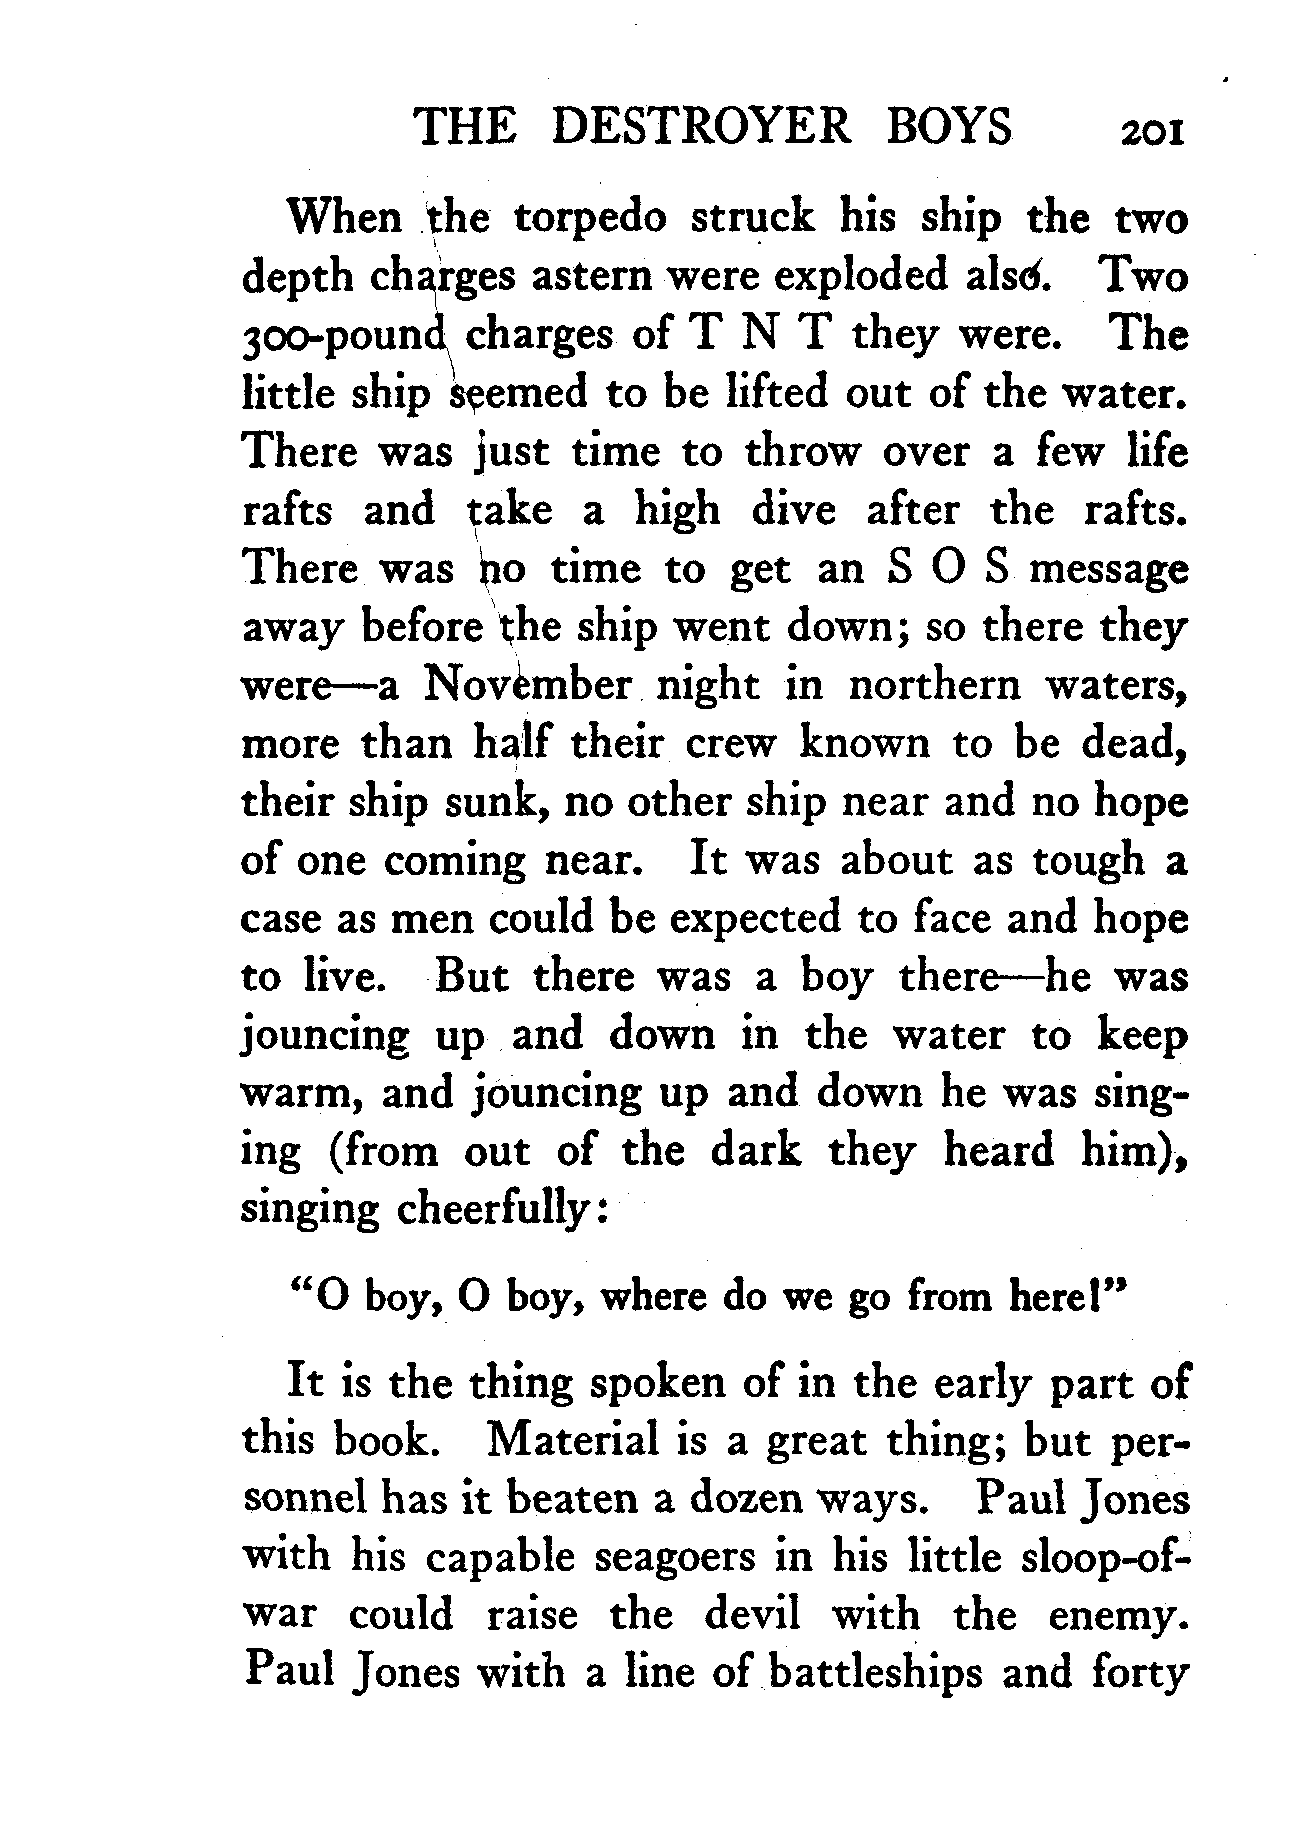 THE DESTROYER BOYS 201
When the torpedo struck his ship the two
depth charges astern were exploded also. Two
300-pound charges of T N T they were. The
little ship seemed to be lifted out of the water.
There was just time to throw over a few life
rafts and take a high dive after the rafts.
There was no time to get an S O S message
away before the ship went down; so there they
were—a November night in northern waters,
more than half their crew known to be dead,
their ship sunk, no other ship near and no hope
of one coming near. It was about as tough a
case as men could be expected to face and hope
to live. But there was a boy there—he was
jouncing up and down in the water to keep
warm, and jouncing up and down he was sing-
ing (from out of the dark they heard him),
singing cheerfully:
"O boy, O boy, where do we go from here!"
It is the thing spoken of in the early part of
this book. Material is a great thing; but per-
sonnel has it beaten a dozen ways. Paul Jones
with his capable seagoers in his little sloop-of-
war could raise the devil with the enemy.
Paul Jones with a line of battleships and forty